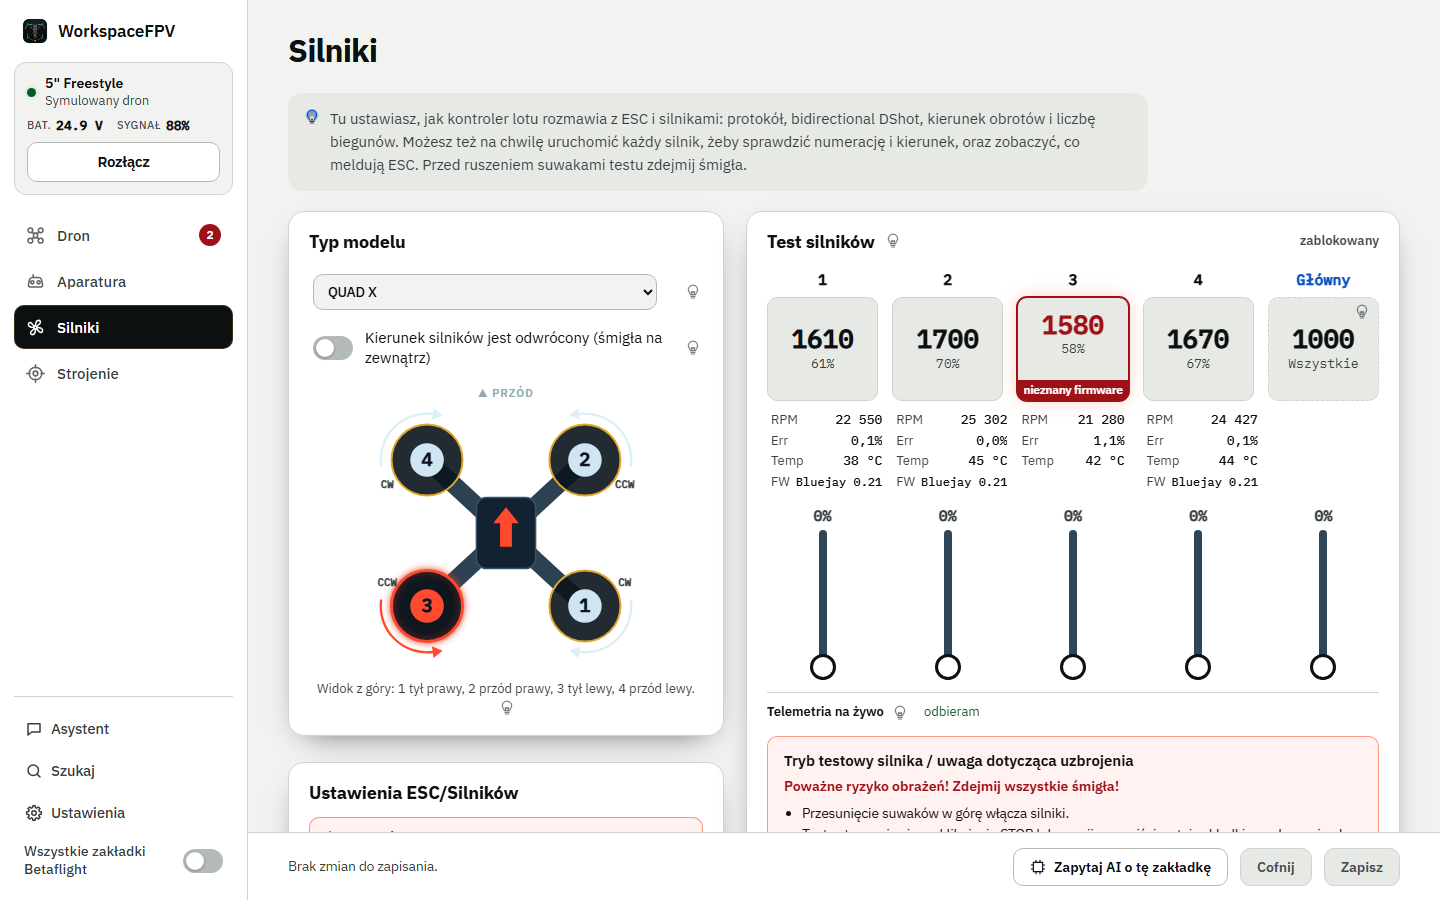 WorkspaceFPV
5" Freestyle
Symulowany dron
BAT. 24.9 V SYGNAŁ 88%
Rozłącz
Dron 2
Aparatura
Silniki
Strojenie
Asystent
Szukaj
Ustawienia
Wszystkie zakładki
Betaflight
Silniki
Tu ustawiasz, jak kontroler lotu rozmawia z ESC i silnikami: protokół, bidirectional DShot, kierunek obrotów i liczbę
biegunów. Możesz też na chwilę uruchomić każdy silnik, żeby sprawdzić numerację i kierunek, oraz zobaczyć, co
meldują ESC. Przed ruszeniem suwakami testu zdejmij śmigła.
Typ modelu
QUAD X
Kierunek silników jest odwrócony (śmigła na
zewnątrz)
▲ PRZÓD
4 2
CW CCW
CCW CW
3 1
Widok z góry: 1 tył prawy, 2 przód prawy, 3 tył lewy, 4 przód lewy.
Ustawienia ESC/Silników
Test silników zablokowany
1 2 3 4 Główny
1610 1700 1580 1670 1000
61% 70% 58% 67% Wszystkie
nieznany firmware
RPM 22 550 RPM 25 302 RPM 21 280 RPM 24 427
Err 0,1% Err 0,0% Err 1,1% Err 0,1%
Temp 38 °C Temp 45 °C Temp 42 °C Temp 44 °C
FW Bluejay 0.21 FW Bluejay 0.21 FW Bluejay 0.21
0% 0% 0% 0% 0%
Telemetria na żywo odbieram
Tryb testowy silnika / uwaga dotycząca uzbrojenia
Poważne ryzyko obrażeń! Zdejmij wszystkie śmigła!
• Przesunięcie suwaków w górę włącza silniki.
Brak zmian do zapisania.
Zapytaj AI o tę zakładkę Cofnij Zapisz